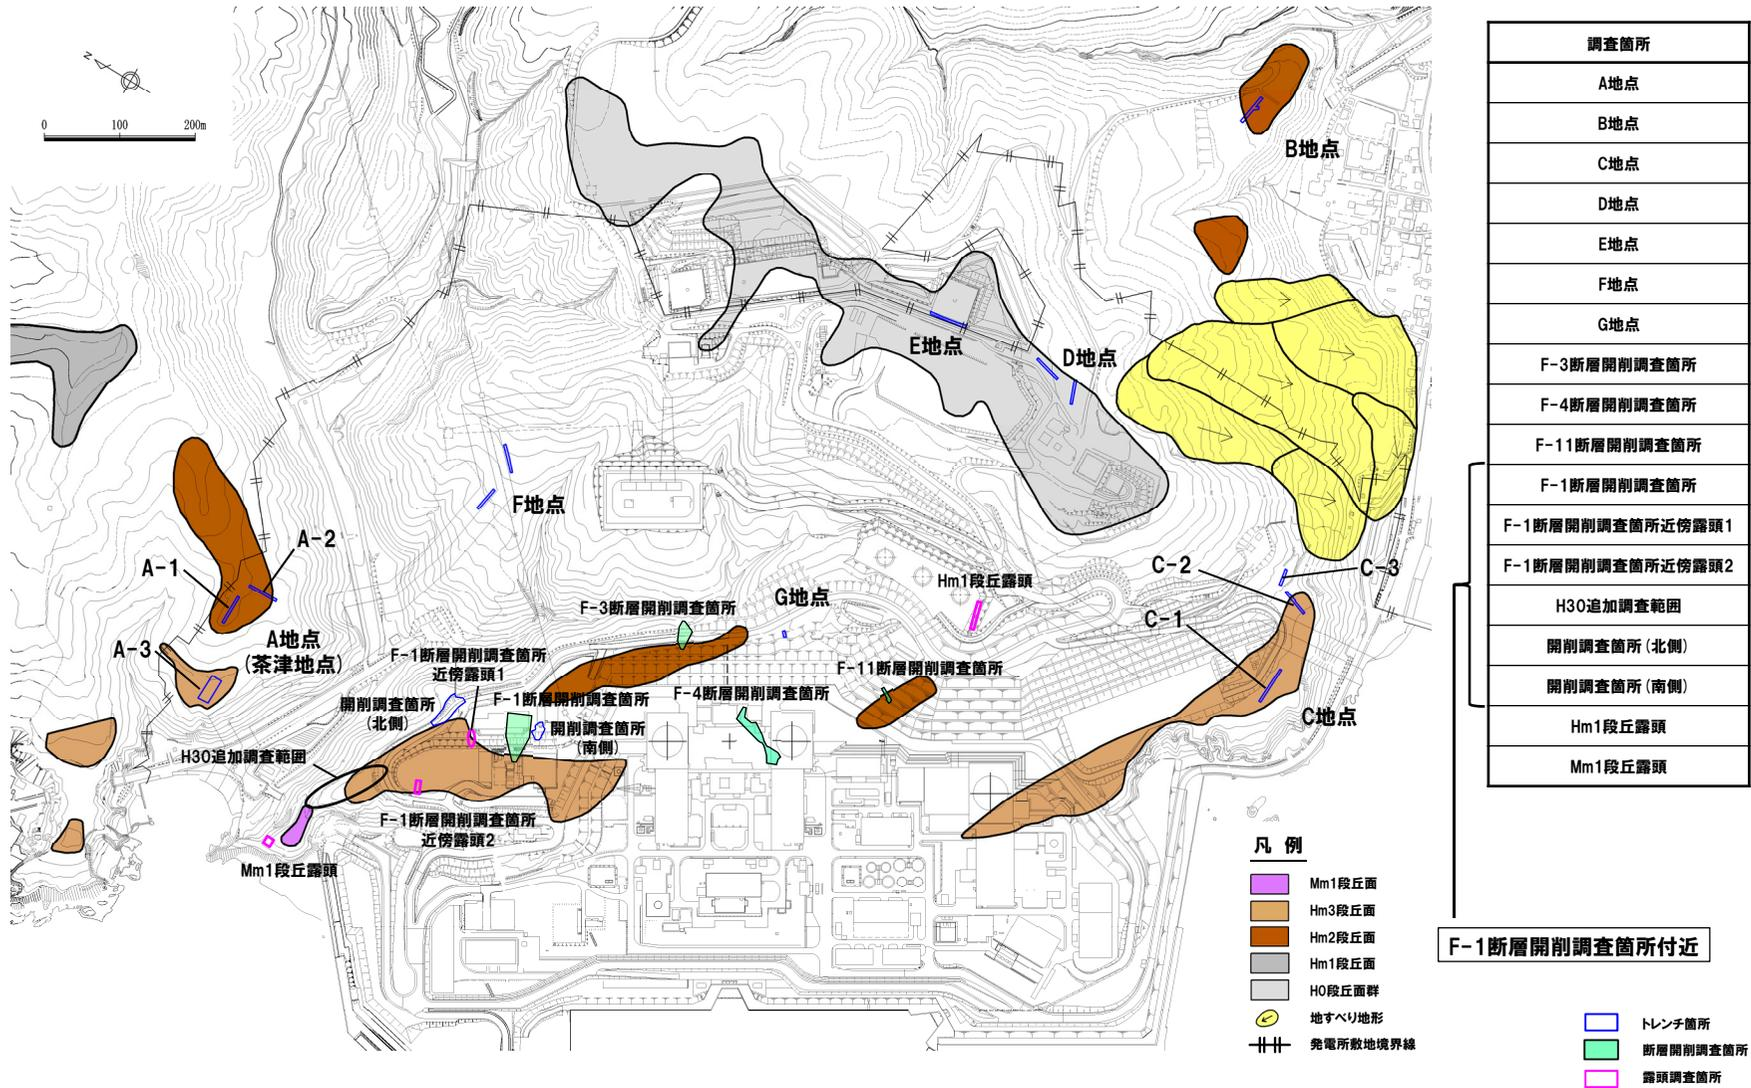 N
0 100 200m
B地点
E地点
D地点
F地点
A-1
A-2
A-3
A地点
(茶津地点)
C-2
C-3
C-1
C地点
Hm1段丘露頭
G地点
F-3断層開削調査箇所
F-1断層開削調査箇所
近傍露頭1
F-1断層開削調査箇所
F-4断層開削調査箇所
F-11断層開削調査箇所
開削調査箇所
(北側)
開削調査箇所
(南側)
H30追加調査範囲
F-1断層開削調査箇所
近傍露頭2
Mm1段丘露頭
凡 例
Mm1段丘面
Hm3段丘面
Hm2段丘面
Hm1段丘面
H0段丘面群
地すべり地形
発電所敷地境界線
調査箇所
A地点
B地点
C地点
D地点
E地点
F地点
G地点
F-3断層開削調査箇所
F-4断層開削調査箇所
F-11断層開削調査箇所
F-1断層開削調査箇所
F-1断層開削調査箇所近傍露頭1
F-1断層開削調査箇所近傍露頭2
H30追加調査範囲
開削調査箇所(北側)
開削調査箇所(南側)
Hm1段丘露頭
Mm1段丘露頭
F-1断層開削調査箇所付近
トレンチ箇所
断層開削調査箇所
露頭調査箇所